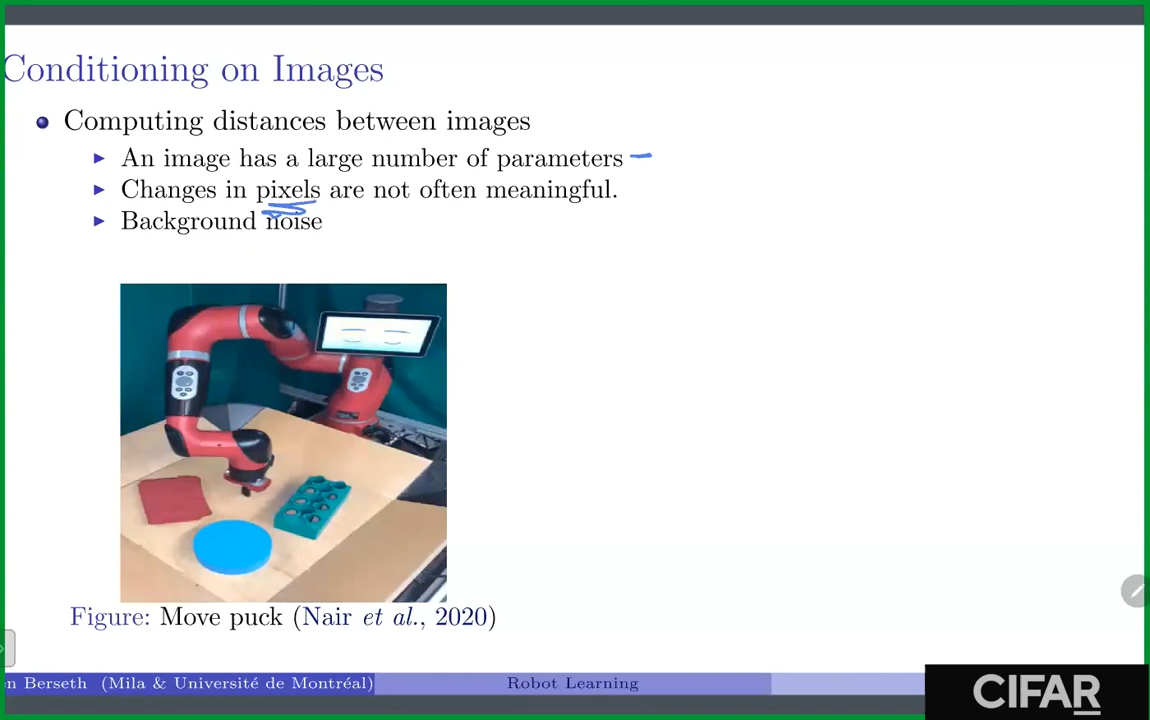 Conditioning on Images
Computing distances between images
An image has a large number of parameters
Changes in pixels are not often meaningful.
Background noise
Figure: Move puck (Nair et al., 2020)
n Berseth (Mila & Université de Montréal)
Robot Learning
CIFAR